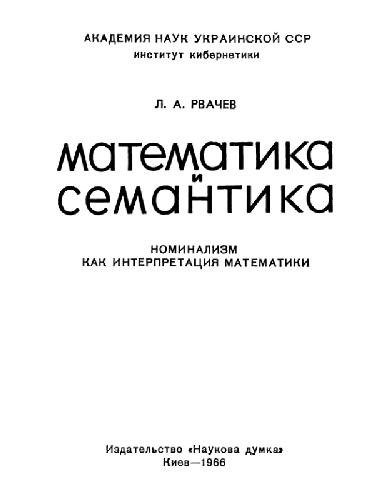 АКАДЕМИЯ НАУК УКРАИНСКОЙ ССР
институт кибернетики
Л. А. РВАЧЕВ
математика
и
семантика
НОМИНАЛИЗМ
КАК ИНТЕРПРЕТАЦИЯ МАТЕМАТИКИ
Издательство «Наукова думка»
Киев—1966